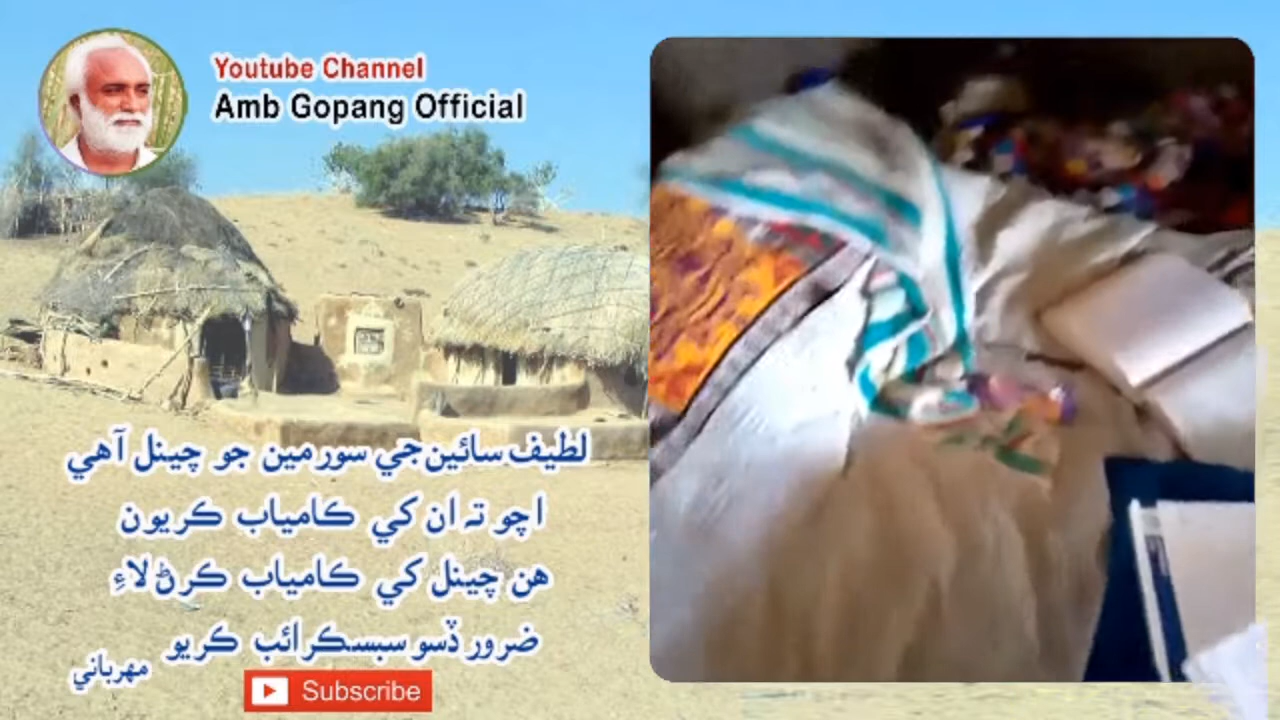 Youtube Channel
Amb Gopang Official
لطيف سائين جي سورمين جو چينل آهي
اچو ته ان کي ڪامياب ڪريون
هن چينل کي ڪامياب ڪرڻ لاءِ
ضرور ڏسو سبسڪرائب ڪريو
مهرباني
Subscribe